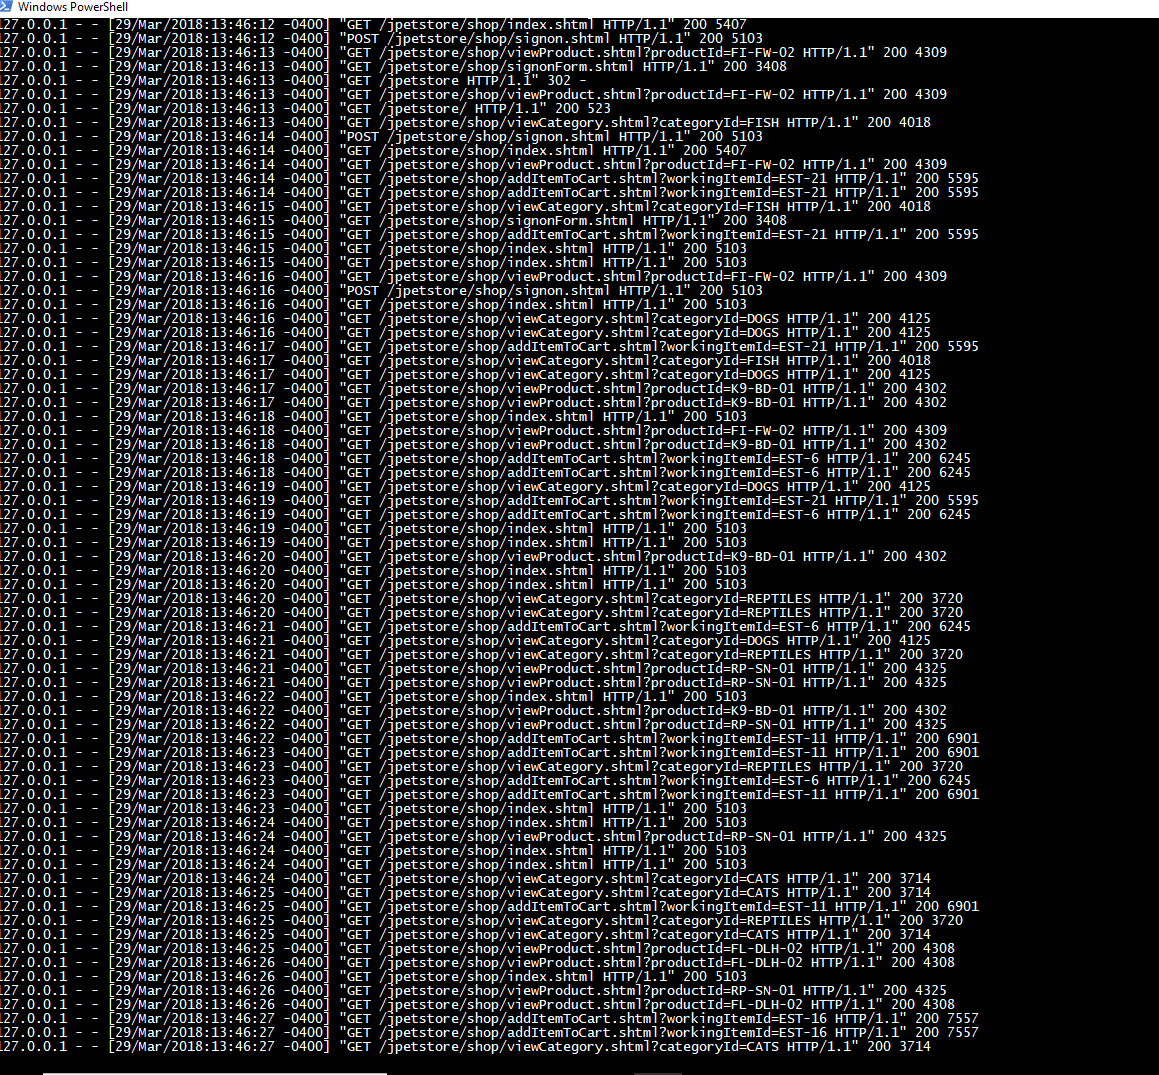 Windows PowerShell
127.0.0.1 - - [29/Mar/2018:13:46:12 -0400] "GET /jpetstore/shop/index.shtml HTTP/1.1" 200 5407
127.0.0.1 - - [29/Mar/2018:13:46:12 -0400] "POST /jpetstore/shop/signon.shtml HTTP/1.1" 200 5103
127.0.0.1 - - [29/Mar/2018:13:46:13 -0400] "GET /jpetstore/shop/viewProduct.shtml?productId=FI-FW-02 HTTP/1.1" 200 4309
127.0.0.1 - - [29/Mar/2018:13:46:13 -0400] "GET /jpetstore/shop/signonForm.shtml HTTP/1.1" 200 3408
127.0.0.1 - - [29/Mar/2018:13:46:13 -0400] "GET /jpetstore HTTP/1.1" 302 -
127.0.0.1 - - [29/Mar/2018:13:46:13 -0400] "GET /jpetstore/shop/viewProduct.shtml?productId=FI-FW-02 HTTP/1.1" 200 4309
127.0.0.1 - - [29/Mar/2018:13:46:13 -0400] "GET /jpetstore/ HTTP/1.1" 200 523
127.0.0.1 - - [29/Mar/2018:13:46:13 -0400] "GET /jpetstore/shop/viewCategory.shtml?categoryId=FISH HTTP/1.1" 200 4018
127.0.0.1 - - [29/Mar/2018:13:46:14 -0400] "POST /jpetstore/shop/signon.shtml HTTP/1.1" 200 5103
127.0.0.1 - - [29/Mar/2018:13:46:14 -0400] "GET /jpetstore/shop/index.shtml HTTP/1.1" 200 5407
127.0.0.1 - - [29/Mar/2018:13:46:14 -0400] "GET /jpetstore/shop/viewProduct.shtml?productId=FI-FW-02 HTTP/1.1" 200 4309
127.0.0.1 - - [29/Mar/2018:13:46:14 -0400] "GET /jpetstore/shop/addItemToCart.shtml?workingItemId=EST-21 HTTP/1.1" 200 5595
127.0.0.1 - - [29/Mar/2018:13:46:14 -0400] "GET /jpetstore/shop/addItemToCart.shtml?workingItemId=EST-21 HTTP/1.1" 200 5595
127.0.0.1 - - [29/Mar/2018:13:46:15 -0400] "GET /jpetstore/shop/viewCategory.shtml?categoryId=FISH HTTP/1.1" 200 4018
127.0.0.1 - - [29/Mar/2018:13:46:15 -0400] "GET /jpetstore/shop/signonForm.shtml HTTP/1.1" 200 3408
127.0.0.1 - - [29/Mar/2018:13:46:15 -0400] "GET /jpetstore/shop/addItemToCart.shtml?workingItemId=EST-21 HTTP/1.1" 200 5595
127.0.0.1 - - [29/Mar/2018:13:46:15 -0400] "GET /jpetstore/shop/index.shtml HTTP/1.1" 200 5103
127.0.0.1 - - [29/Mar/2018:13:46:15 -0400] "GET /jpetstore/shop/index.shtml HTTP/1.1" 200 5103
127.0.0.1 - - [29/Mar/2018:13:46:16 -0400] "GET /jpetstore/shop/viewProduct.shtml?productId=FI-FW-02 HTTP/1.1" 200 4309
127.0.0.1 - - [29/Mar/2018:13:46:16 -0400] "POST /jpetstore/shop/signon.shtml HTTP/1.1" 200 5103
127.0.0.1 - - [29/Mar/2018:13:46:16 -0400] "GET /jpetstore/shop/index.shtml HTTP/1.1" 200 5103
127.0.0.1 - - [29/Mar/2018:13:46:16 -0400] "GET /jpetstore/shop/viewCategory.shtml?categoryId=DOGS HTTP/1.1" 200 4125
127.0.0.1 - - [29/Mar/2018:13:46:16 -0400] "GET /jpetstore/shop/viewCategory.shtml?categoryId=DOGS HTTP/1.1" 200 4125
127.0.0.1 - - [29/Mar/2018:13:46:17 -0400] "GET /jpetstore/shop/addItemToCart.shtml?workingItemId=EST-21 HTTP/1.1" 200 5595
127.0.0.1 - - [29/Mar/2018:13:46:17 -0400] "GET /jpetstore/shop/viewCategory.shtml?categoryId=FISH HTTP/1.1" 200 4018
127.0.0.1 - - [29/Mar/2018:13:46:17 -0400] "GET /jpetstore/shop/viewCategory.shtml?categoryId=DOGS HTTP/1.1" 200 4125
127.0.0.1 - - [29/Mar/2018:13:46:17 -0400] "GET /jpetstore/shop/viewProduct.shtml?productId=K9-BD-01 HTTP/1.1" 200 4302
127.0.0.1 - - [29/Mar/2018:13:46:17 -0400] "GET /jpetstore/shop/viewProduct.shtml?productId=K9-BD-01 HTTP/1.1" 200 4302
127.0.0.1 - - [29/Mar/2018:13:46:18 -0400] "GET /jpetstore/shop/index.shtml HTTP/1.1" 200 5103
127.0.0.1 - - [29/Mar/2018:13:46:18 -0400] "GET /jpetstore/shop/viewProduct.shtml?productId=FI-FW-02 HTTP/1.1" 200 4309
127.0.0.1 - - [29/Mar/2018:13:46:18 -0400] "GET /jpetstore/shop/viewProduct.shtml?productId=K9-BD-01 HTTP/1.1" 200 4302
127.0.0.1 - - [29/Mar/2018:13:46:18 -0400] "GET /jpetstore/shop/addItemToCart.shtml?workingItemId=EST-6 HTTP/1.1" 200 6245
127.0.0.1 - - [29/Mar/2018:13:46:18 -0400] "GET /jpetstore/shop/addItemToCart.shtml?workingItemId=EST-6 HTTP/1.1" 200 6245
127.0.0.1 - - [29/Mar/2018:13:46:19 -0400] "GET /jpetstore/shop/viewCategory.shtml?categoryId=DOGS HTTP/1.1" 200 4125
127.0.0.1 - - [29/Mar/2018:13:46:19 -0400] "GET /jpetstore/shop/addItemToCart.shtml?workingItemId=EST-21 HTTP/1.1" 200 5595
127.0.0.1 - - [29/Mar/2018:13:46:19 -0400] "GET /jpetstore/shop/addItemToCart.shtml?workingItemId=EST-6 HTTP/1.1" 200 6245
127.0.0.1 - - [29/Mar/2018:13:46:19 -0400] "GET /jpetstore/shop/index.shtml HTTP/1.1" 200 5103
127.0.0.1 - - [29/Mar/2018:13:46:19 -0400] "GET /jpetstore/shop/index.shtml HTTP/1.1" 200 5103
127.0.0.1 - - [29/Mar/2018:13:46:20 -0400] "GET /jpetstore/shop/viewProduct.shtml?productId=K9-BD-01 HTTP/1.1" 200 4302
127.0.0.1 - - [29/Mar/2018:13:46:20 -0400] "GET /jpetstore/shop/index.shtml HTTP/1.1" 200 5103
127.0.0.1 - - [29/Mar/2018:13:46:20 -0400] "GET /jpetstore/shop/index.shtml HTTP/1.1" 200 5103
127.0.0.1 - - [29/Mar/2018:13:46:20 -0400] "GET /jpetstore/shop/viewCategory.shtml?categoryId=REPTILES HTTP/1.1" 200 3720
127.0.0.1 - - [29/Mar/2018:13:46:20 -0400] "GET /jpetstore/shop/viewCategory.shtml?categoryId=REPTILES HTTP/1.1" 200 3720
127.0.0.1 - - [29/Mar/2018:13:46:21 -0400] "GET /jpetstore/shop/addItemToCart.shtml?workingItemId=EST-6 HTTP/1.1" 200 6245
127.0.0.1 - - [29/Mar/2018:13:46:21 -0400] "GET /jpetstore/shop/viewCategory.shtml?categoryId=DOGS HTTP/1.1" 200 4125
127.0.0.1 - - [29/Mar/2018:13:46:21 -0400] "GET /jpetstore/shop/viewCategory.shtml?categoryId=REPTILES HTTP/1.1" 200 3720
127.0.0.1 - - [29/Mar/2018:13:46:21 -0400] "GET /jpetstore/shop/viewProduct.shtml?productId=RP-SN-01 HTTP/1.1" 200 4325
127.0.0.1 - - [29/Mar/2018:13:46:21 -0400] "GET /jpetstore/shop/viewProduct.shtml?productId=RP-SN-01 HTTP/1.1" 200 4325
127.0.0.1 - - [29/Mar/2018:13:46:22 -0400] "GET /jpetstore/shop/index.shtml HTTP/1.1" 200 5103
127.0.0.1 - - [29/Mar/2018:13:46:22 -0400] "GET /jpetstore/shop/viewProduct.shtml?productId=K9-BD-01 HTTP/1.1" 200 4302
127.0.0.1 - - [29/Mar/2018:13:46:22 -0400] "GET /jpetstore/shop/viewProduct.shtml?productId=RP-SN-01 HTTP/1.1" 200 4325
127.0.0.1 - - [29/Mar/2018:13:46:22 -0400] "GET /jpetstore/shop/addItemToCart.shtml?workingItemId=EST-11 HTTP/1.1" 200 6901
127.0.0.1 - - [29/Mar/2018:13:46:23 -0400] "GET /jpetstore/shop/addItemToCart.shtml?workingItemId=EST-11 HTTP/1.1" 200 6901
127.0.0.1 - - [29/Mar/2018:13:46:23 -0400] "GET /jpetstore/shop/viewCategory.shtml?categoryId=REPTILES HTTP/1.1" 200 3720
127.0.0.1 - - [29/Mar/2018:13:46:23 -0400] "GET /jpetstore/shop/addItemToCart.shtml?workingItemId=EST-6 HTTP/1.1" 200 6245
127.0.0.1 - - [29/Mar/2018:13:46:23 -0400] "GET /jpetstore/shop/addItemToCart.shtml?workingItemId=EST-11 HTTP/1.1" 200 6901
127.0.0.1 - - [29/Mar/2018:13:46:23 -0400] "GET /jpetstore/shop/index.shtml HTTP/1.1" 200 5103
127.0.0.1 - - [29/Mar/2018:13:46:24 -0400] "GET /jpetstore/shop/index.shtml HTTP/1.1" 200 5103
127.0.0.1 - - [29/Mar/2018:13:46:24 -0400] "GET /jpetstore/shop/viewProduct.shtml?productId=RP-SN-01 HTTP/1.1" 200 4325
127.0.0.1 - - [29/Mar/2018:13:46:24 -0400] "GET /jpetstore/shop/index.shtml HTTP/1.1" 200 5103
127.0.0.1 - - [29/Mar/2018:13:46:24 -0400] "GET /jpetstore/shop/index.shtml HTTP/1.1" 200 5103
127.0.0.1 - - [29/Mar/2018:13:46:24 -0400] "GET /jpetstore/shop/viewCategory.shtml?categoryId=CATS HTTP/1.1" 200 3714
127.0.0.1 - - [29/Mar/2018:13:46:25 -0400] "GET /jpetstore/shop/viewCategory.shtml?categoryId=CATS HTTP/1.1" 200 3714
127.0.0.1 - - [29/Mar/2018:13:46:25 -0400] "GET /jpetstore/shop/addItemToCart.shtml?workingItemId=EST-11 HTTP/1.1" 200 6901
127.0.0.1 - - [29/Mar/2018:13:46:25 -0400] "GET /jpetstore/shop/viewCategory.shtml?categoryId=REPTILES HTTP/1.1" 200 3720
127.0.0.1 - - [29/Mar/2018:13:46:25 -0400] "GET /jpetstore/shop/viewCategory.shtml?categoryId=CATS HTTP/1.1" 200 3714
127.0.0.1 - - [29/Mar/2018:13:46:25 -0400] "GET /jpetstore/shop/viewProduct.shtml?productId=FL-DLH-02 HTTP/1.1" 200 4308
127.0.0.1 - - [29/Mar/2018:13:46:26 -0400] "GET /jpetstore/shop/viewProduct.shtml?productId=FL-DLH-02 HTTP/1.1" 200 4308
127.0.0.1 - - [29/Mar/2018:13:46:26 -0400] "GET /jpetstore/shop/index.shtml HTTP/1.1" 200 5103
127.0.0.1 - - [29/Mar/2018:13:46:26 -0400] "GET /jpetstore/shop/viewProduct.shtml?productId=RP-SN-01 HTTP/1.1" 200 4325
127.0.0.1 - - [29/Mar/2018:13:46:26 -0400] "GET /jpetstore/shop/viewProduct.shtml?productId=FL-DLH-02 HTTP/1.1" 200 4308
127.0.0.1 - - [29/Mar/2018:13:46:27 -0400] "GET /jpetstore/shop/addItemToCart.shtml?workingItemId=EST-16 HTTP/1.1" 200 7557
127.0.0.1 - - [29/Mar/2018:13:46:27 -0400] "GET /jpetstore/shop/addItemToCart.shtml?workingItemId=EST-16 HTTP/1.1" 200 7557
127.0.0.1 - - [29/Mar/2018:13:46:27 -0400] "GET /jpetstore/shop/viewCategory.shtml?categoryId=CATS HTTP/1.1" 200 3714